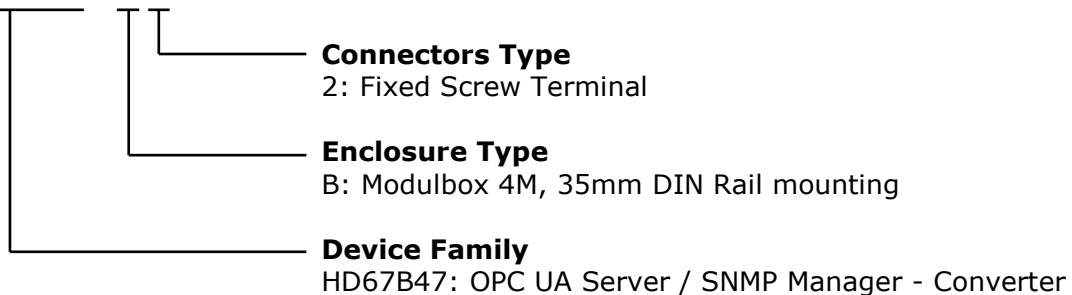 Connectors Type
2: Fixed Screw Terminal
Enclosure Type
B: Modulbox 4M, 35mm DIN Rail mounting
Device Family
HD67B47: OPC UA Server / SNMP Manager - Converter